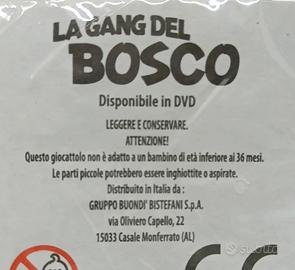 LA GANG DEL
BOSCO
Disponibile in DVD
LEGGERE E CONSERVARE.
ATTENZIONE!
Questo giocattolo non è adatto a un bambino di età inferiore ai 36 mesi.
Le parti piccole potrebbero essere inghiottite o aspirate.
Distribuito in Italia da :
GRUPPO BUONDI' BISTEFANI S.p.A.
via Oliviero Capello, 22
15033 Casale Monferrato (AL)
CE
subito